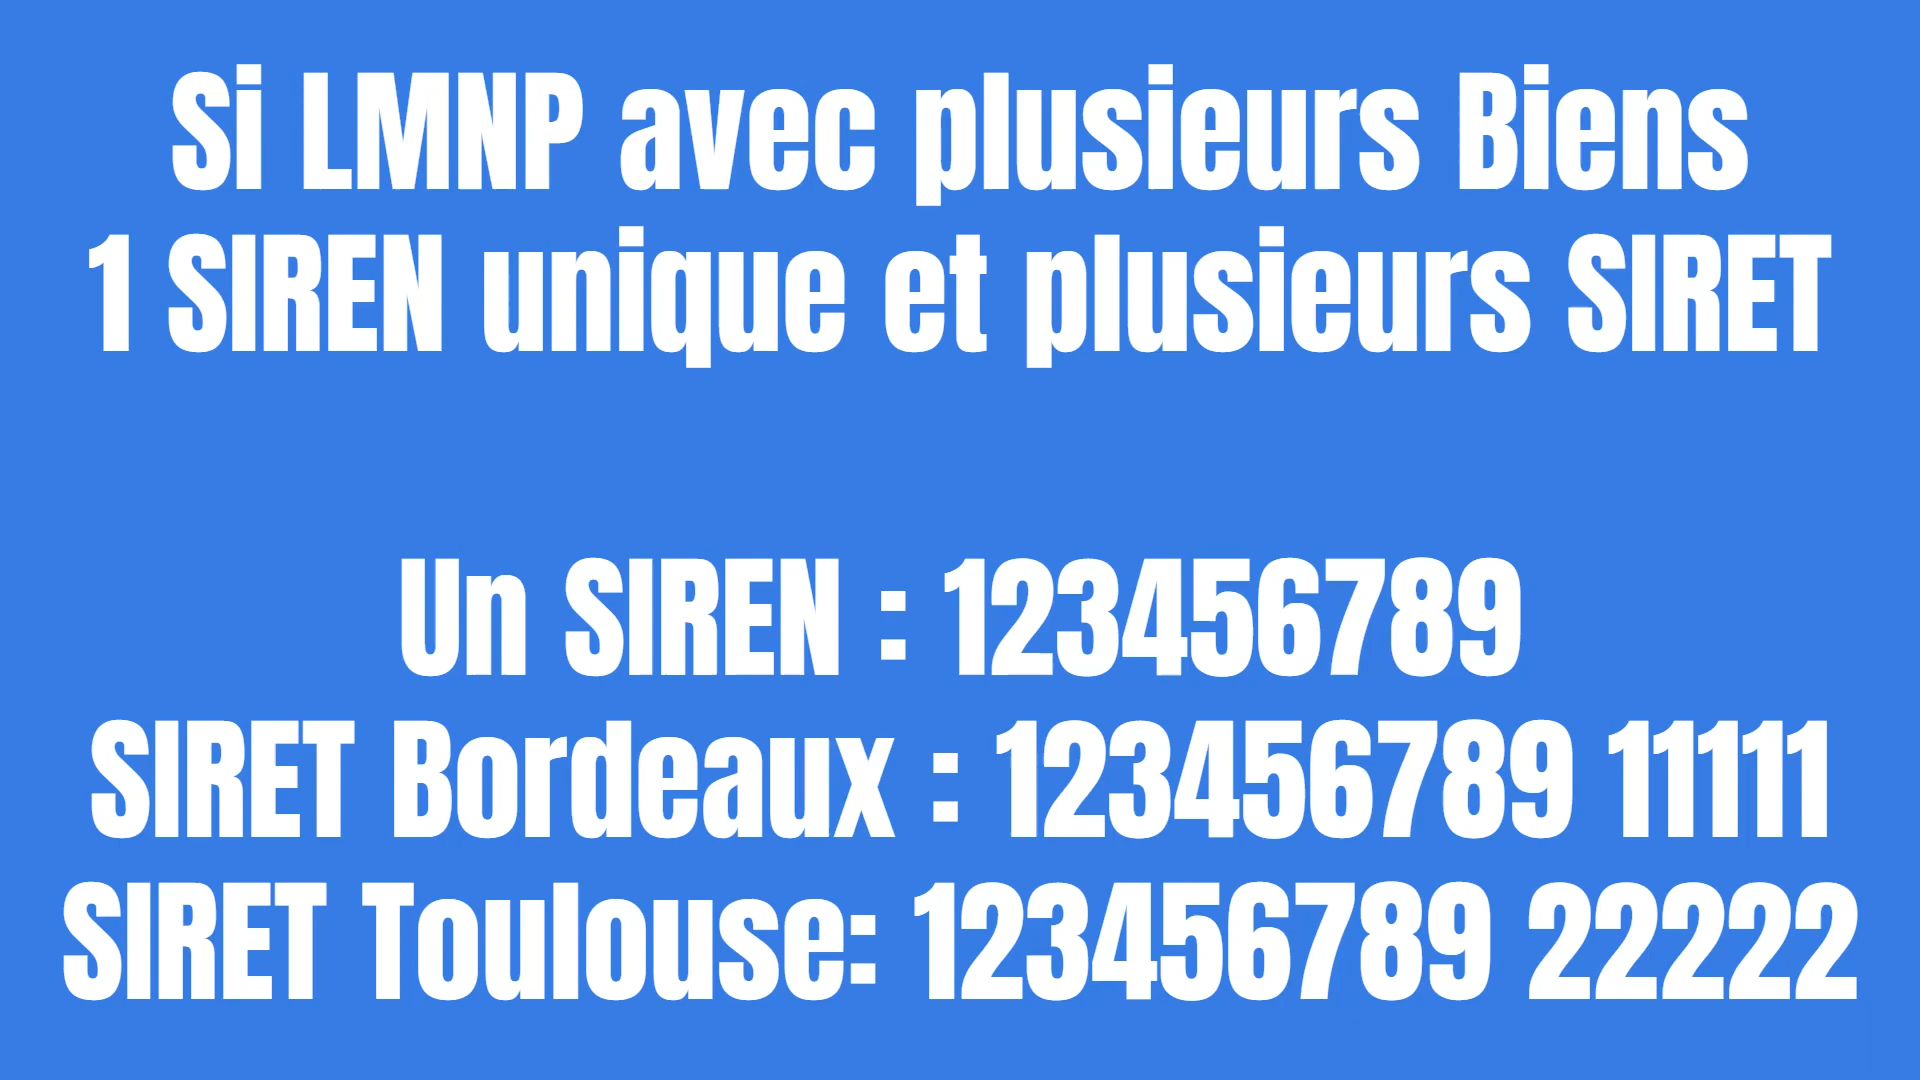 Si LMNP avec plusieurs Biens
1 SIREN unique et plusieurs SIRET
Un SIREN : 123456789
SIRET Bordeaux : 123456789 11111
SIRET Toulouse: 123456789 22222